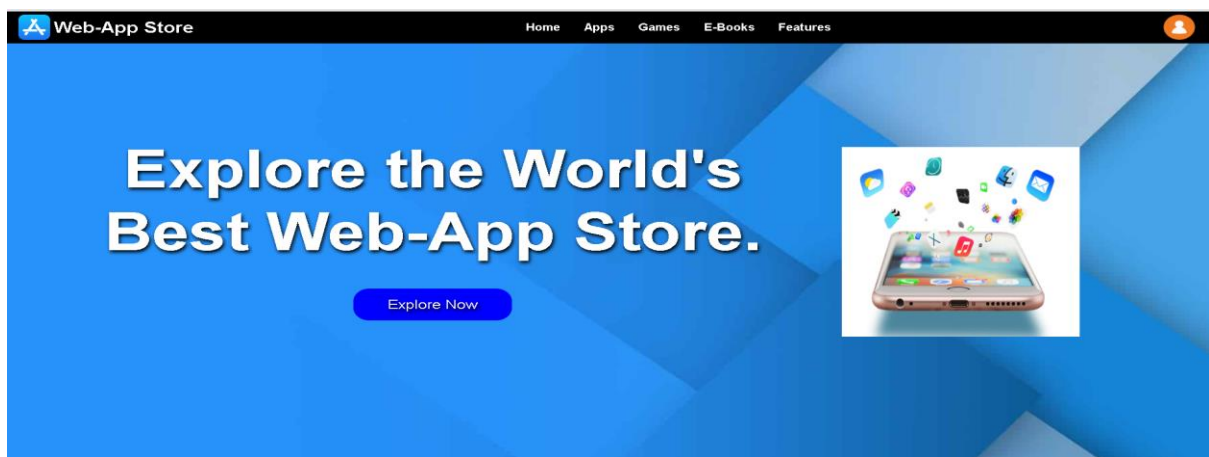 Web-App Store
Home Apps Games E-Books Features
Explore the World's
Best Web-App Store.
Explore Now